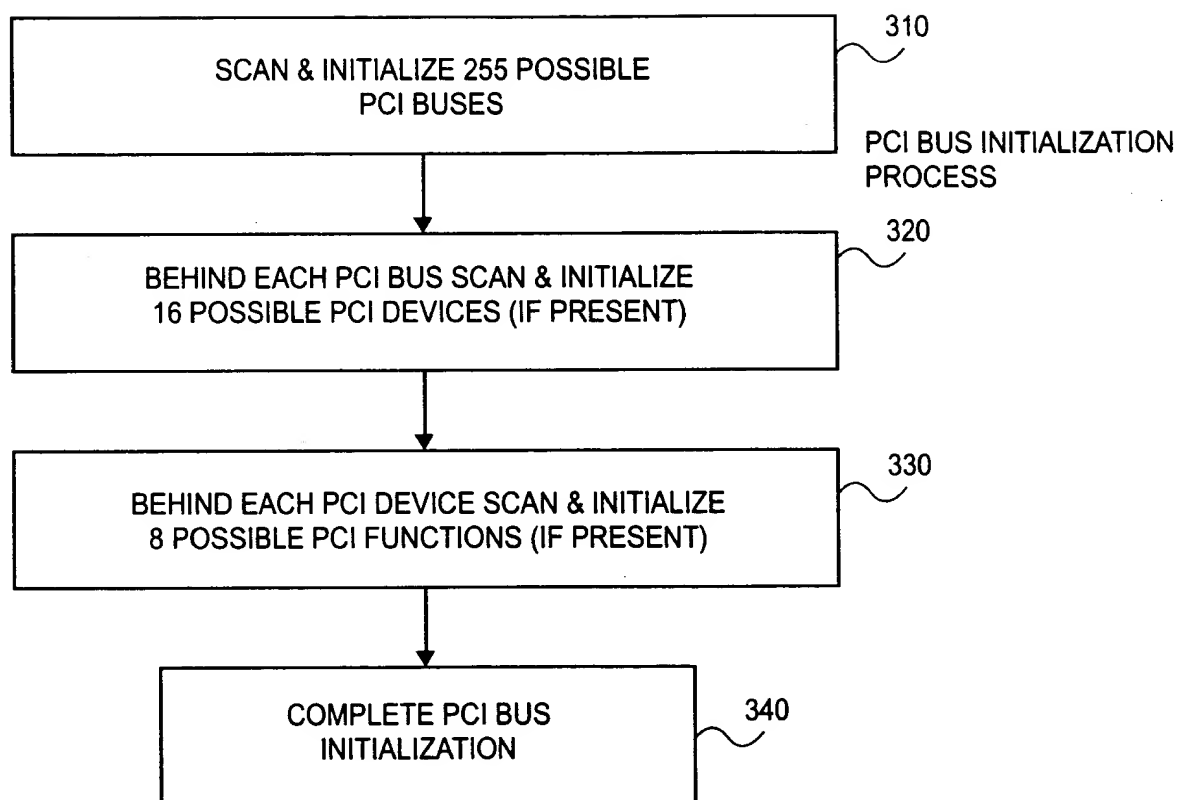 310
SCAN & INITIALIZE 255 POSSIBLE
PCI BUSES
PCI BUS INITIALIZATION
PROCESS
320
BEHIND EACH PCI BUS SCAN & INITIALIZE
16 POSSIBLE PCI DEVICES (IF PRESENT)
330
BEHIND EACH PCI DEVICE SCAN & INITIALIZE
8 POSSIBLE PCI FUNCTIONS (IF PRESENT)
340
COMPLETE PCI BUS
INITIALIZATION